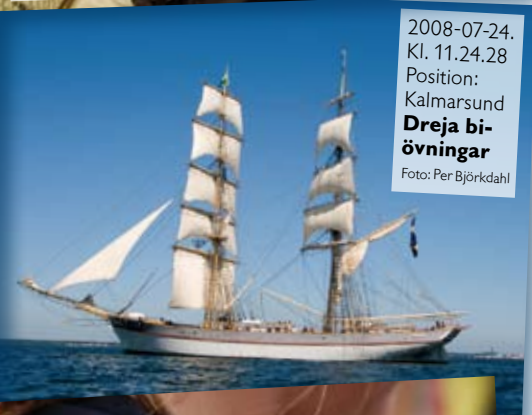 2008-07-24.
Kl. 11.24.28
Position:
Kalmarsund
Dreja bi-
övningar
Foto: Per Björkdahl